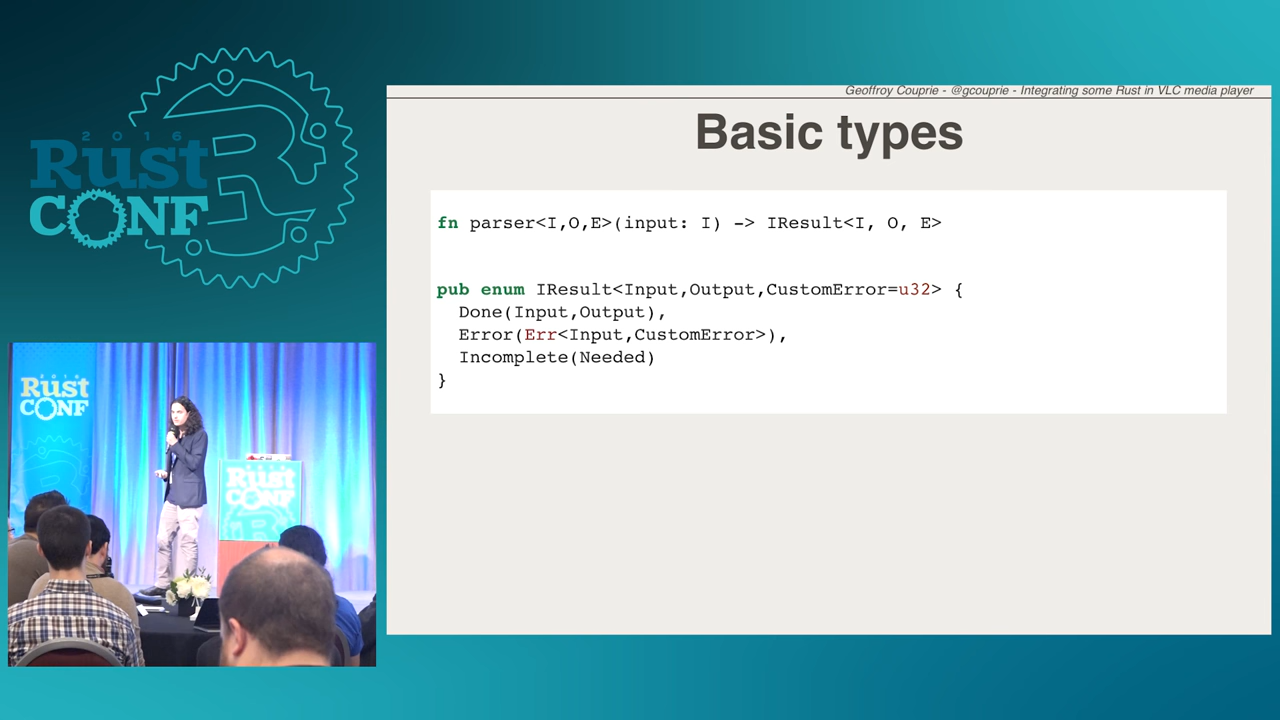 2016
Rust
CONF
Geoffroy Couprie - @gcouprie - Integrating some Rust in VLC media player
Basic types
fn parser<I,O,E>(input: I) -> IResult<I, O, E>
pub enum IResult<Input,Output,CustomError=u32> {
  Done(Input,Output),
  Error(Err<Input,CustomError>),
  Incomplete(Needed)
}
2016
Rust
CONF
Rust
CONF